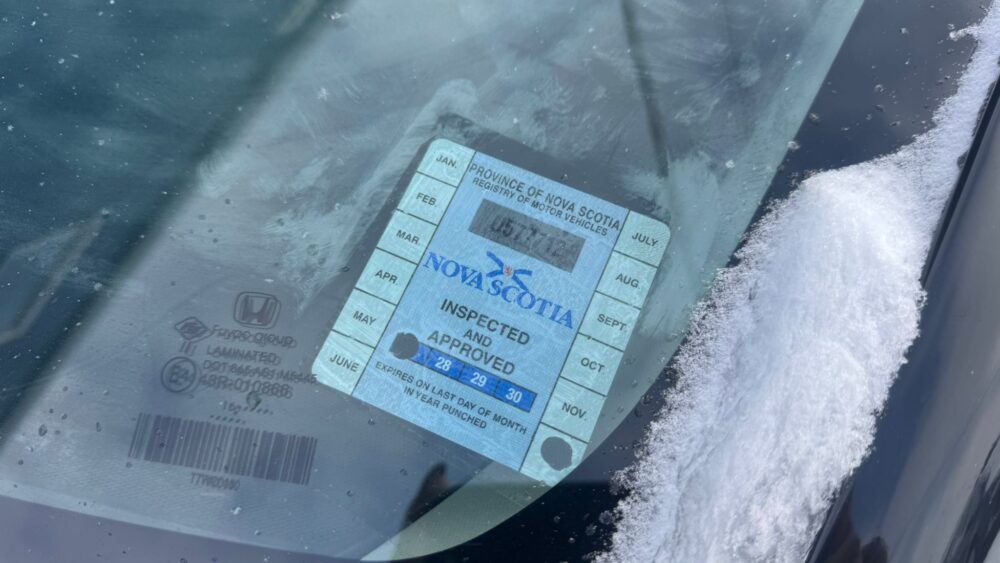 PROVINCE OF NOVA SCOTIA
REGISTRY OF MOTOR VEHICLES
NOVA SCOTIA
INSPECTED
AND
APPROVED
28 29 30
EXPIRES ON LAST DAY OF MONTH
IN YEAR PUNCHED
JAN.
FEB.
MAR.
APR.
MAY
JUNE
JULY
AUG.
SEPT.
OCT
NOV.
LAMINATED